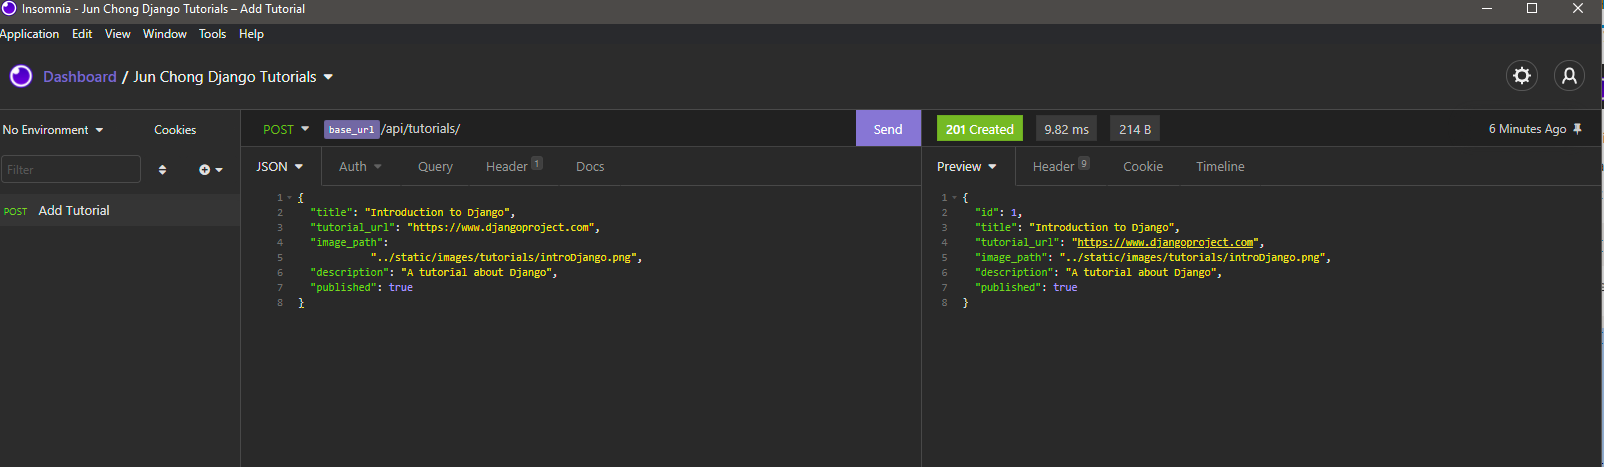 Insomnia - Jun Chong Django Tutorials – Add Tutorial
Application Edit View Window Tools Help
Dashboard / Jun Chong Django Tutorials
No Environment Cookies
POST base_url/api/tutorials/ Send
201 Created 9.82 ms 214 B 6 Minutes Ago
Filter
JSON Auth Query Header 1 Docs
Preview Header 9 Cookie Timeline
POST Add Tutorial
1 {
2 "title": "Introduction to Django",
3 "tutorial_url": "https://www.djangoproject.com",
4 "image_path":
5 "../static/images/tutorials/introDjango.png",
6 "description": "A tutorial about Django",
7 "published": true
8 }
1 {
2 "id": 1,
3 "title": "Introduction to Django",
4 "tutorial_url": "https://www.djangoproject.com",
5 "image_path": "../static/images/tutorials/introDjango.png",
6 "description": "A tutorial about Django",
7 "published": true
8 }